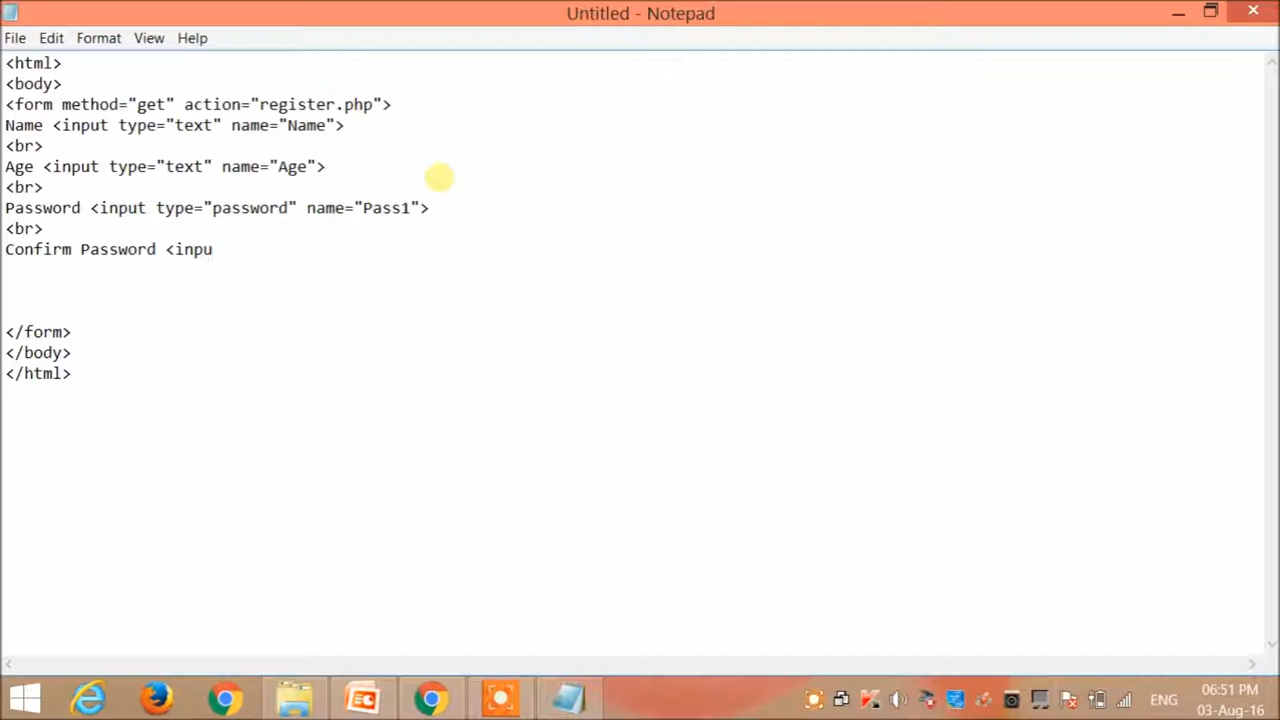 Untitled - Notepad
File Edit Format View Help
<html>
<body>
<form method="get" action="register.php">
Name <input type="text" name="Name">
<br>
Age <input type="text" name="Age">
<br>
Password <input type="password" name="Pass1">
<br>
Confirm Password <inpu
</form>
</body>
</html>
ENG
06:51 PM
03-Aug-16